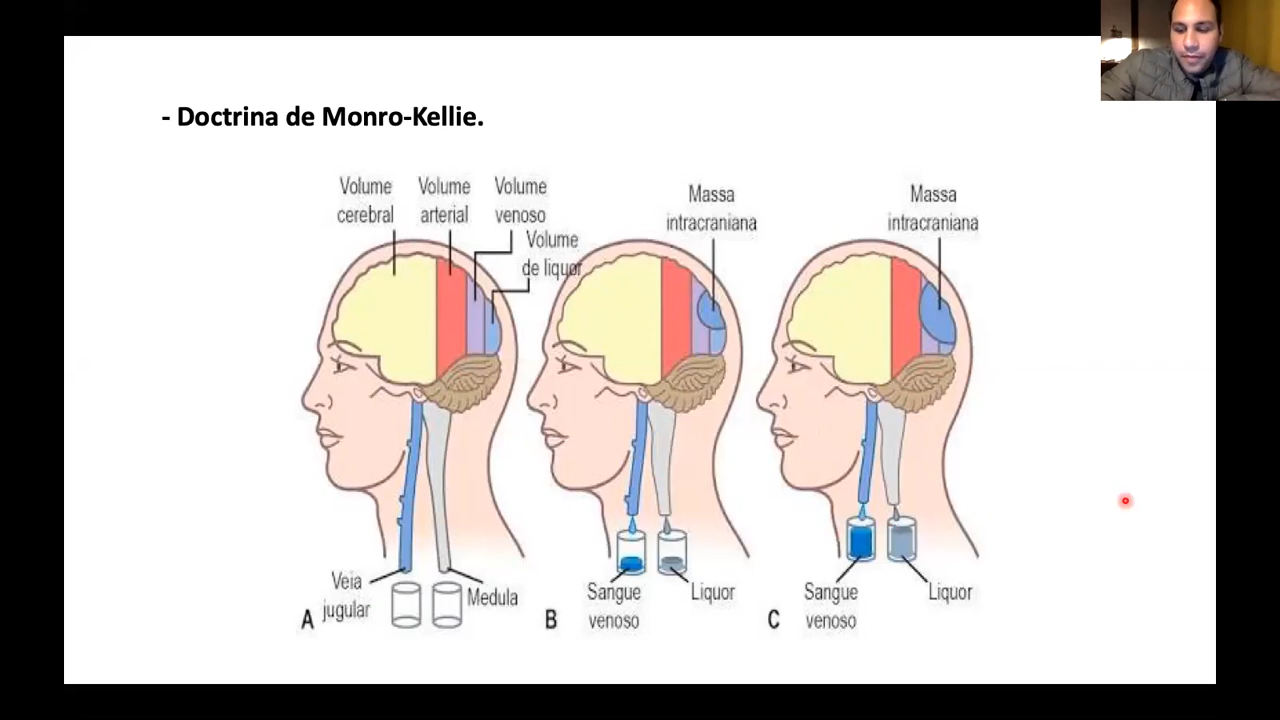 - Doctrina de Monro-Kellie.
Volume
cerebral
Volume
arterial
Volume
venoso
Volume
de liquor
Massa
intracraniana
Massa
intracraniana
Veia
jugular
Medula
A
Sangue
venoso
Liquor
B
Sangue
venoso
Liquor
C